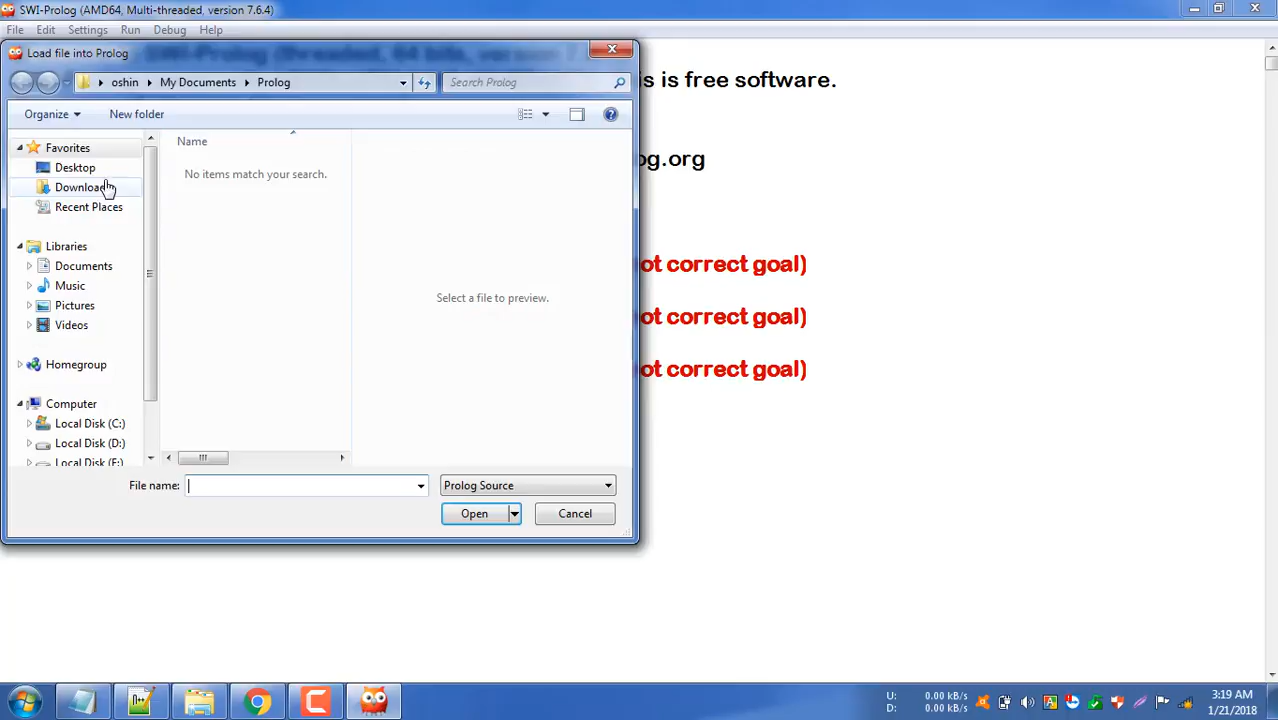 SWI-Prolog (AMD64, Multi-threaded, version 7.6.4)
File Edit Settings Run Debug Help
Load file into Prolog
oshin My Documents Prolog
Search Prolog
Organize New folder
Favorites
Desktop
Downloa
Recent Places
Libraries
Documents
Music
Pictures
Videos
Homegroup
Computer
Local Disk (C:)
Local Disk (D:)
Local Disk (E:)
Name
No items match your search.
Select a file to preview.
File name:
Prolog Source
Open Cancel
s is free software.
og.org
ot correct goal)
ot correct goal)
ot correct goal)
U: 0.00 kB/s
D: 0.00 kB/s
3:19 AM
1/21/2018